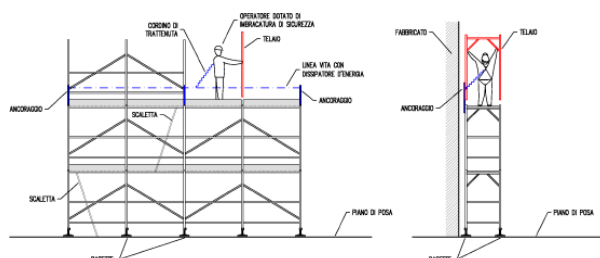 CORDINO DI
TRATTENUTA
OPERATORE DOTATO DI
IMBRACATURA DI SICUREZZA
TELAIO
LINEA VITA CON
DISSIPATORE D'ENERGIA
ANCORAGGIO
SCALETTA
ANCORAGGIO
SCALETTA
PIANO DI POSA
FABBRICATO
TELAIO
ANCORAGGIO
PIANO DI POSA